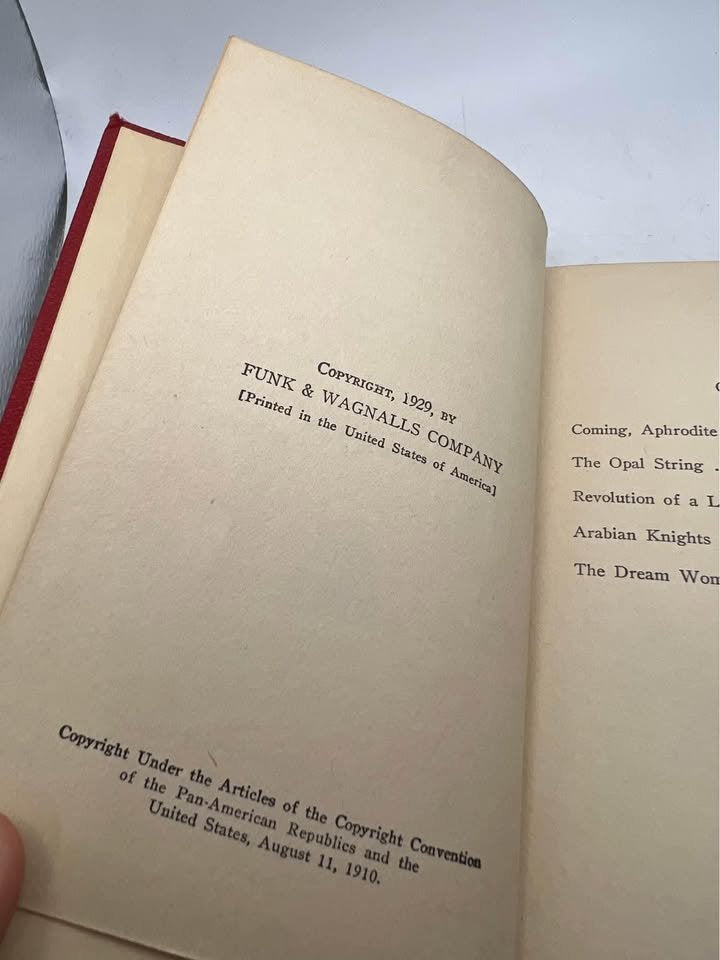 Copyright, 1929, by
FUNK & WAGNALLS COMPANY
[Printed in the United States of America]
Copyright Under the Articles of the Copyright Convention
of the Pan-American Republics and the
United States, August 11, 1910.
Coming, Aphrodite
The Opal String .
Revolution of a
Arabian Knights
The Dream